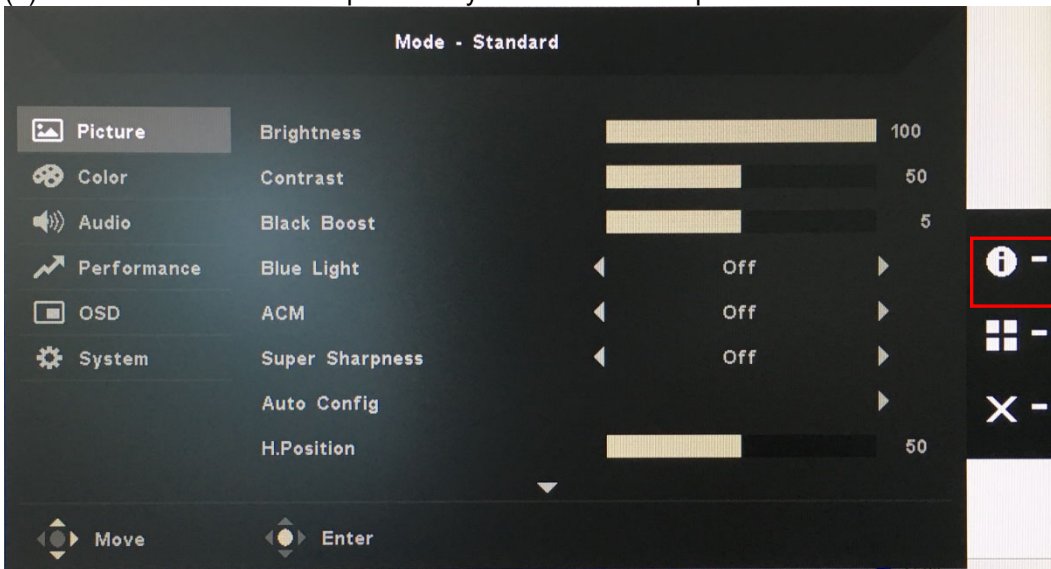 Mode - Standard
Picture
Brightness 100
Color
Contrast 50
Audio
Black Boost 5
Performance
Blue Light Off
OSD
ACM Off
System
Super Sharpness Off
Auto Config
H.Position 50
Move Enter